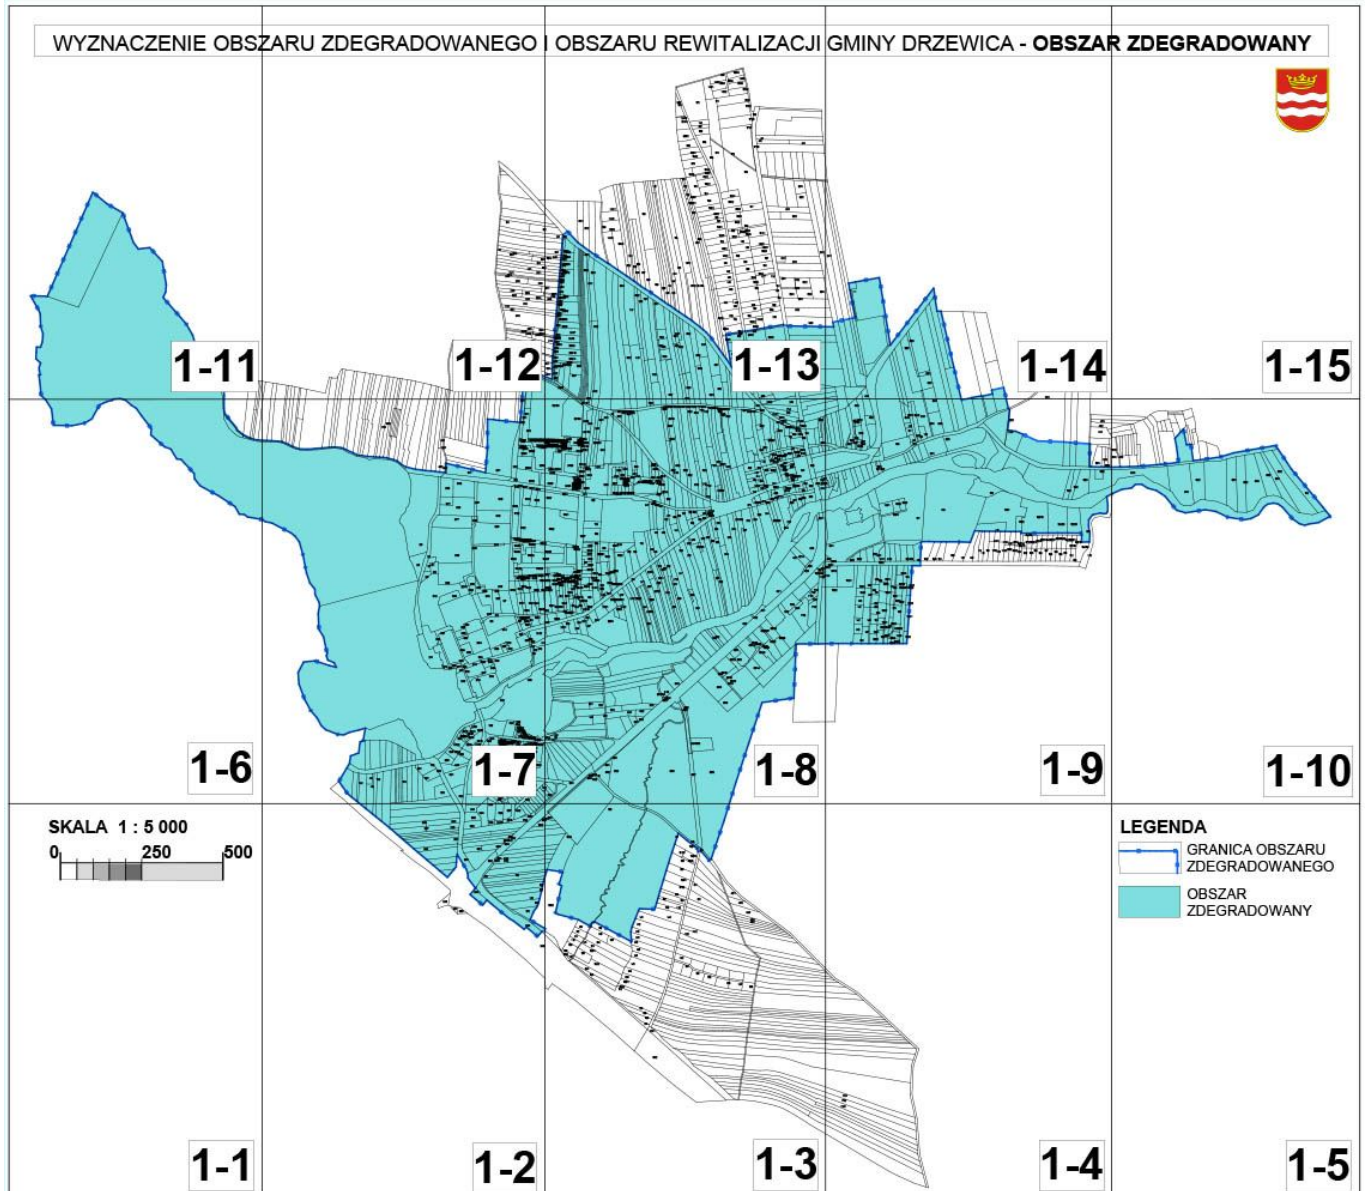 WYZNACZENIE OBSZARU ZDEGRADOWANEGO I OBSZARU REWITALIZACJI GMINY DRZEWICA - OBSZAR ZDEGRADOWANY
1-11
1-12
1-13
1-14
1-15
1-6
1-7
1-8
1-9
1-10
SKALA 1 : 5 000
0 250 500
LEGENDA
GRANICA OBSZARU
ZDEGRADOWANEGO
OBSZAR
ZDEGRADOWANY
1-1
1-2
1-3
1-4
1-5